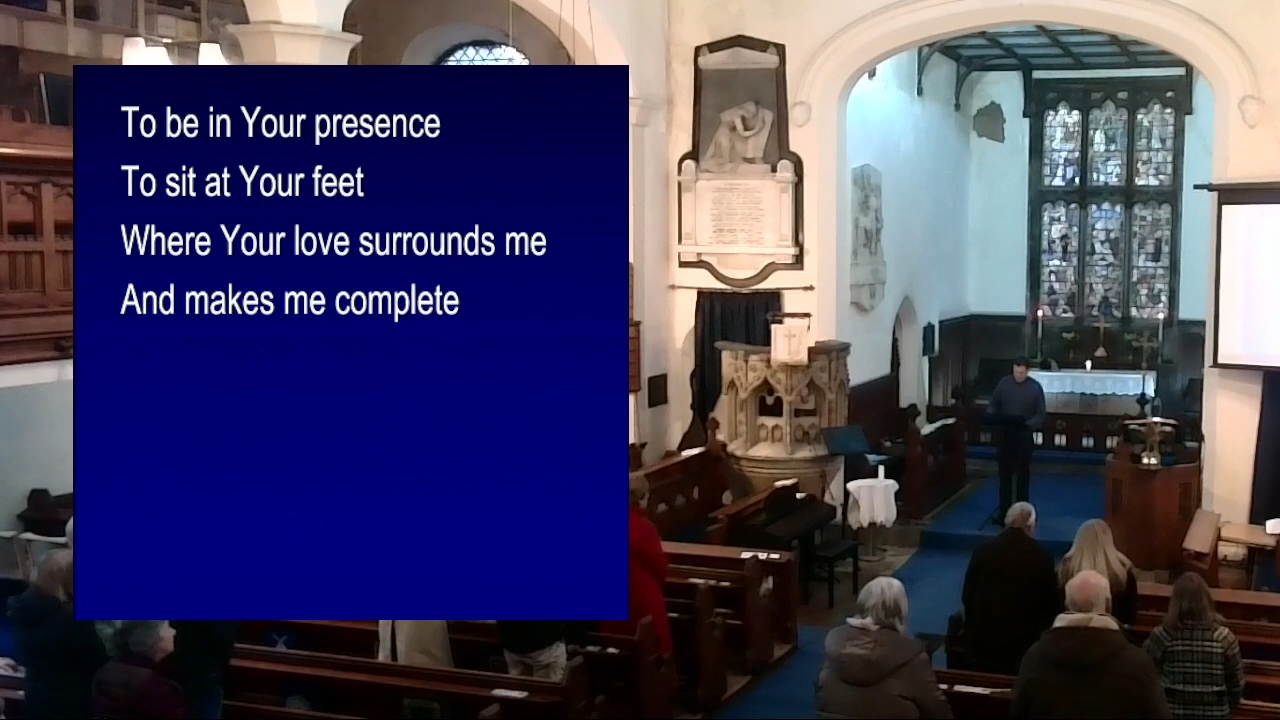 To be in Your presence
To sit at Your feet
Where Your love surrounds me
And makes me complete